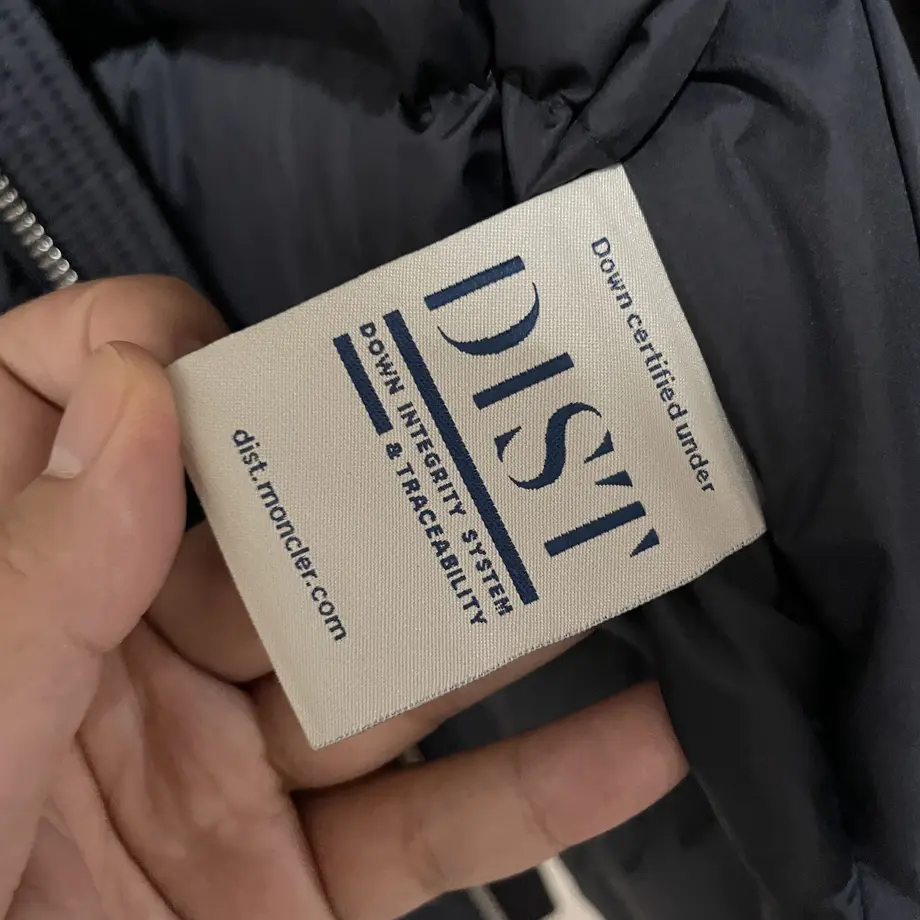 Down certified under
DIST
DOWN INTEGRITY SYSTEM
& TRACEABILITY
dist.moncler.com